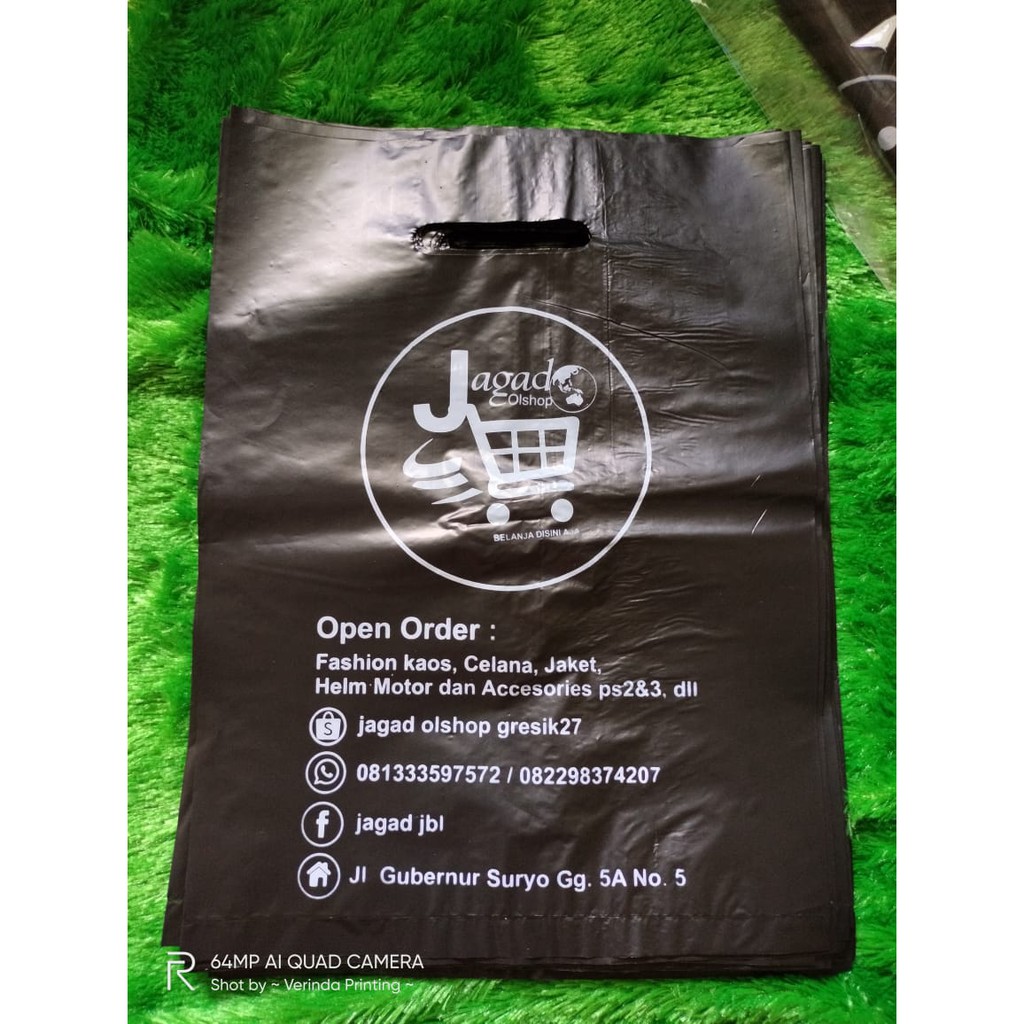 Jagad
Olshop
BELANJA DISINI AJA
Open Order :
Fashion kaos, Celana, Jaket,
Helm Motor dan Accesories ps2&3, dll
jagad olshop gresik27
081333597572 / 082298374207
jagad jbl
Jl Gubernur Suryo Gg. 5A No. 5
64MP AI QUAD CAMERA
Shot by ~ Verinda Printing ~